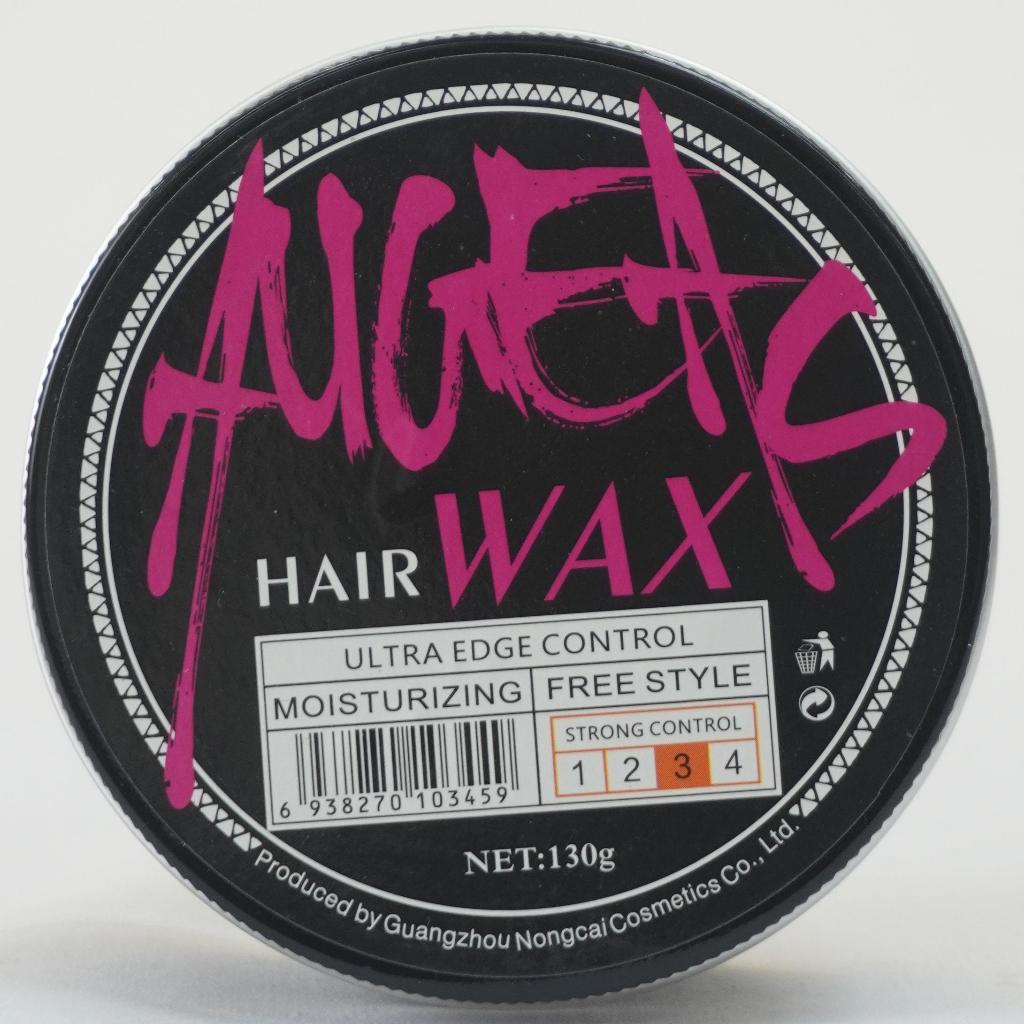 AUGEAS
HAIR WAX
ULTRA EDGE CONTROL
MOISTURIZING FREE STYLE
STRONG CONTROL
1 2 3 4
6 938270 103459
NET:130g
Produced by Guangzhou Nongcai Cosmetics Co., Ltd.